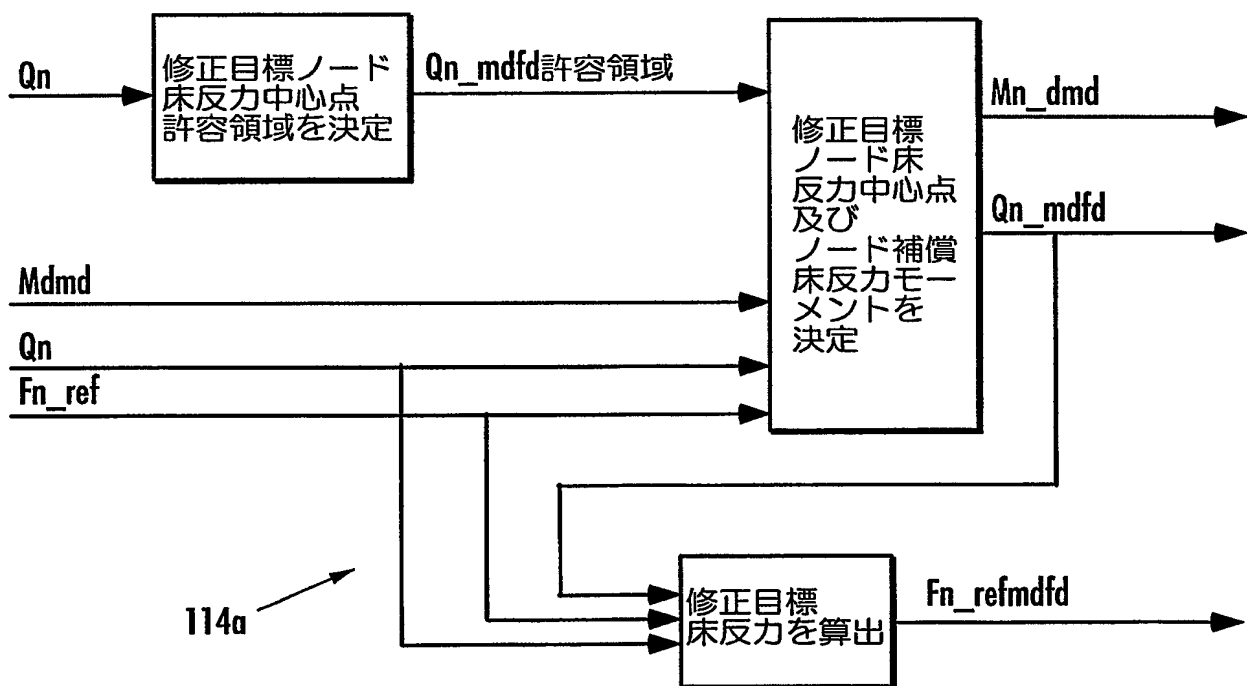 Qn
修正目標ノード
床反力中心点
許容領域を決定
Qn_mdfd許容領域
修正目標
ノード床
反力中心点
及び
ノード補償
床反力モー
メントを
決定
Mn_dmd
Qn_mdfd
Mdmd
Qn
Fn_ref
114a
修正目標
床反力を算出
Fn_refmdfd